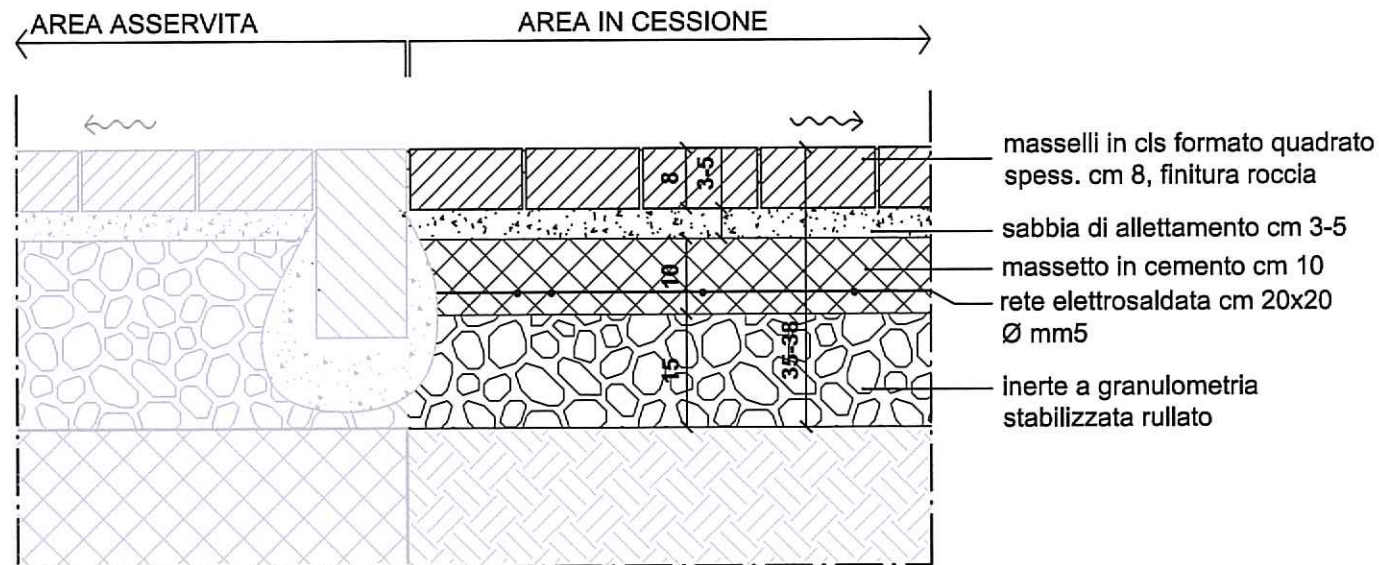 AREA ASSERVITA
AREA IN CESSIONE
masselli in cls formato quadrato
spess. cm 8, finitura roccia
sabbia di allettamento cm 3-5
massetto in cemento cm 10
rete elettrosaldata cm 20x20
Ø mm5
inerte a granulometria
stabilizzata rullato
8
3-5
10
15
35-38